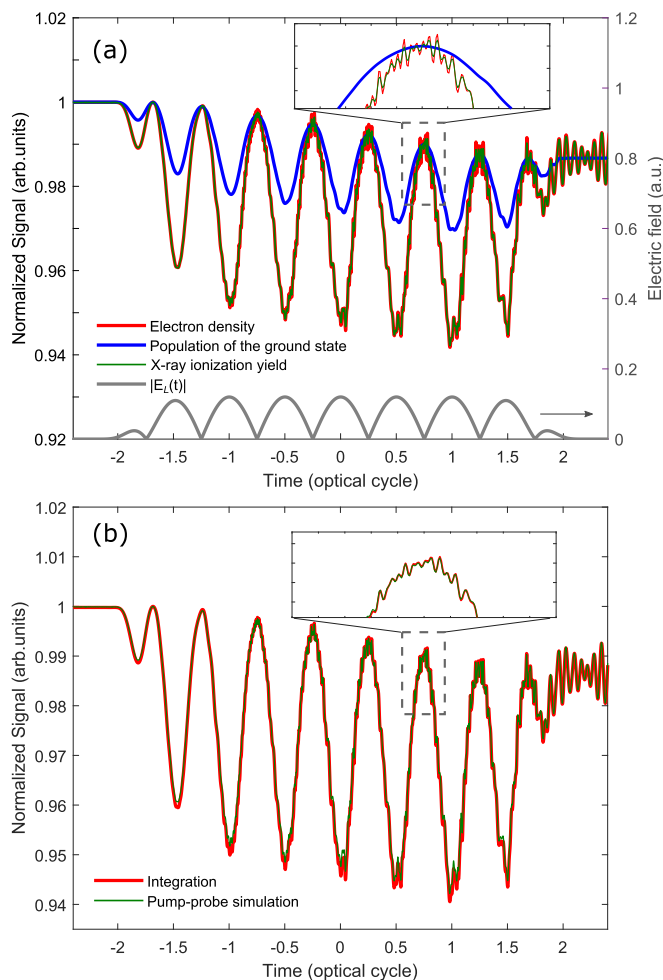 (a)
1.02
1
0.98
0.96
0.94
0.92
Normalized Signal (arb.units)
1.2
1
0.8
0.6
0.4
0.2
0
Electric field (a.u.)
Electron density
Population of the ground state
X-ray ionization yield
|E_L(t)|
-2 -1.5 -1 -0.5 0 0.5 1 1.5 2
Time (optical cycle)
(b)
1.02
1.01
1
0.99
0.98
0.97
0.96
0.95
0.94
Normalized Signal (arb.units)
Integration
Pump-probe simulation
-2 -1.5 -1 -0.5 0 0.5 1 1.5 2
Time (optical cycle)